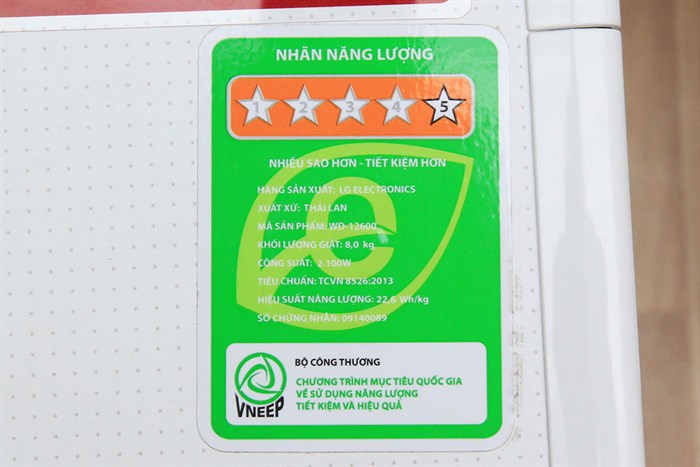 NHÃN NĂNG LƯỢNG
1 2 3 4 5
NHIỀU SAO HƠN - TIẾT KIỆM HƠN
HÃNG SẢN XUẤT: LG ELECTRONICS
XUẤT XỨ: THAI LAN
MÃ SẢN PHẨM: WD-12600
KHỐI LƯỢNG GIẶT: 8,0 kg
CÔNG SUẤT: 2.100W
TIÊU CHUẨN: TCVN 8526:2013
HIỆU SUẤT NĂNG LƯỢNG: 22,6 Wh/kg
SỐ CHỨNG NHẬN: 09140089
BỘ CÔNG THƯƠNG
CHƯƠNG TRÌNH MỤC TIÊU QUỐC GIA
VỀ SỬ DỤNG NĂNG LƯỢNG
TIẾT KIỆM VÀ HIỆU QUẢ
VNEEP